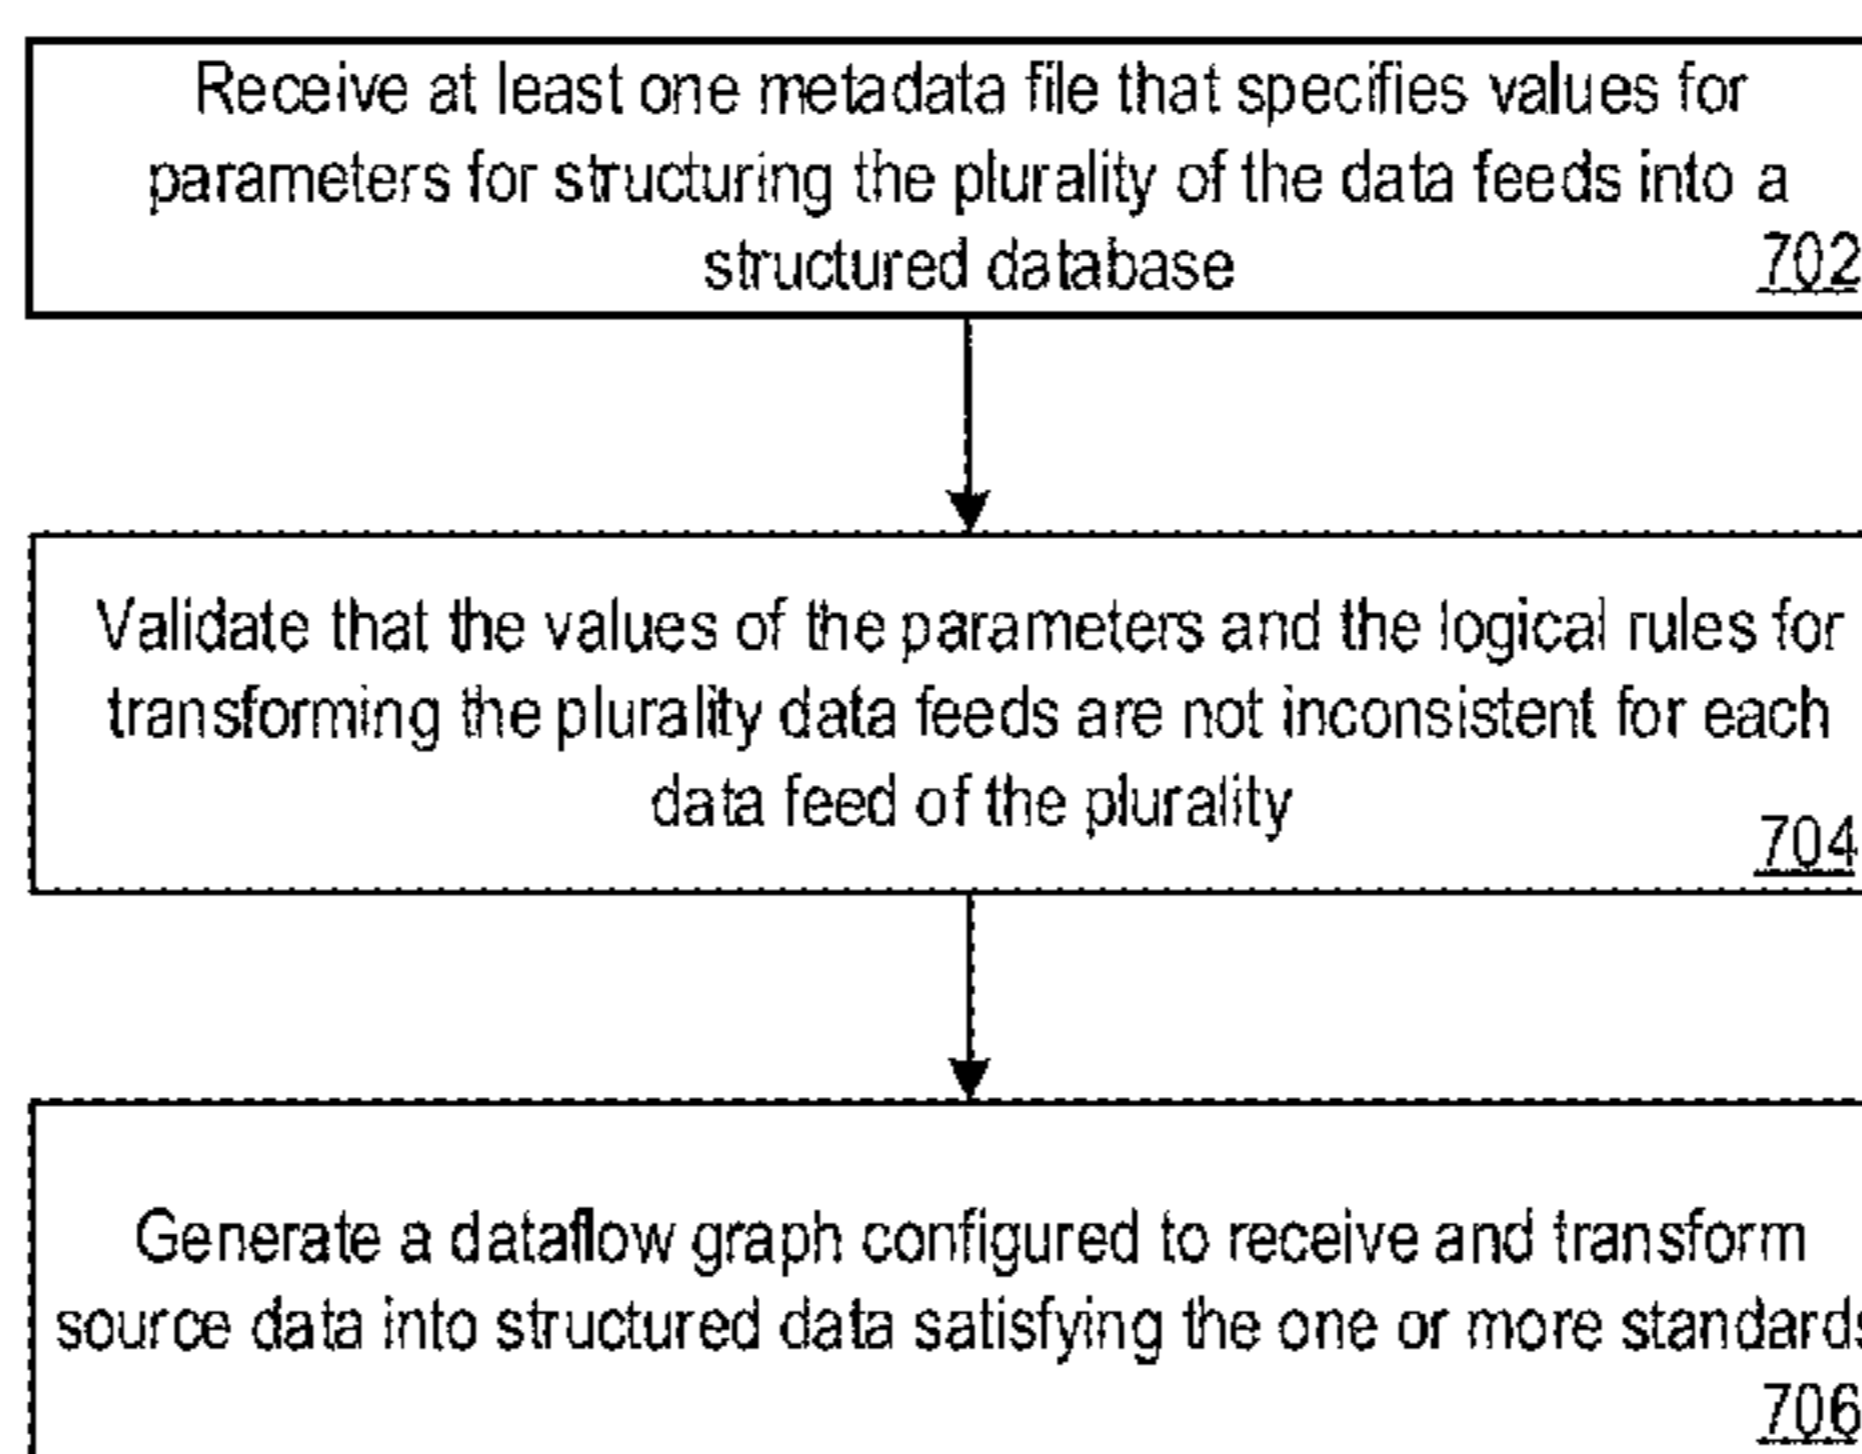 Receive at least one metadata file that specifies values for
parameters for structuring the plurality of the data feeds into a
structured database
702
Validate that the values of the parameters and the logical rules for
transforming the plurality data feeds are not inconsistent for each
data feed of the plurality
704
Generate a dataflow graph configured to receive and transform
source data into structured data satisfying the one or more standards
706